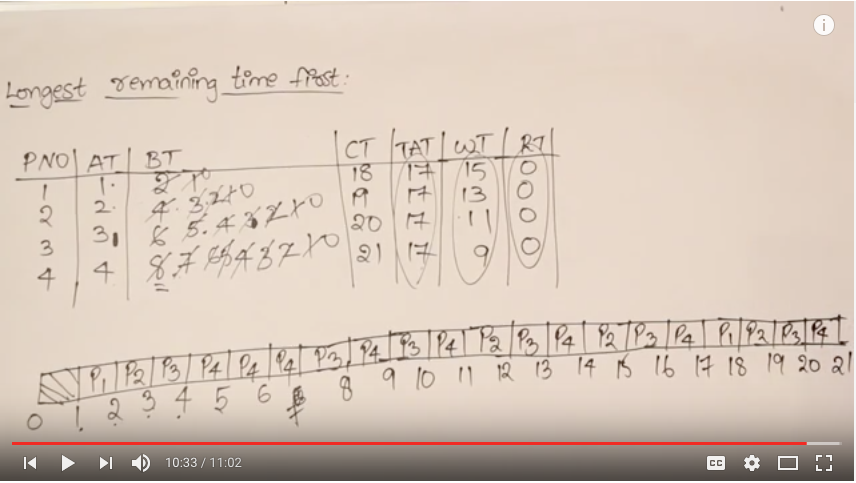 Longest remaining time first:
PNO AT BT CT TAT WT RT
1 1 2 1 0 18 17 15 0
2 2 4 3 2 1 0 19 17 13 0
3 3 6 5 4 3 2 1 0 20 17 11 0
4 4 8 7 6 5 4 3 2 1 0 21 17 9 0
P1 P2 P3 P4 P4 P4 P3 P4 P3 P4 P2 P3 P4 P2 P3 P4 P1 P2 P3 P4
0 1 2 3 4 5 6 7 8 9 10 11 12 13 14 15 16 17 18 19 20 21
10:33 / 11:02
CC